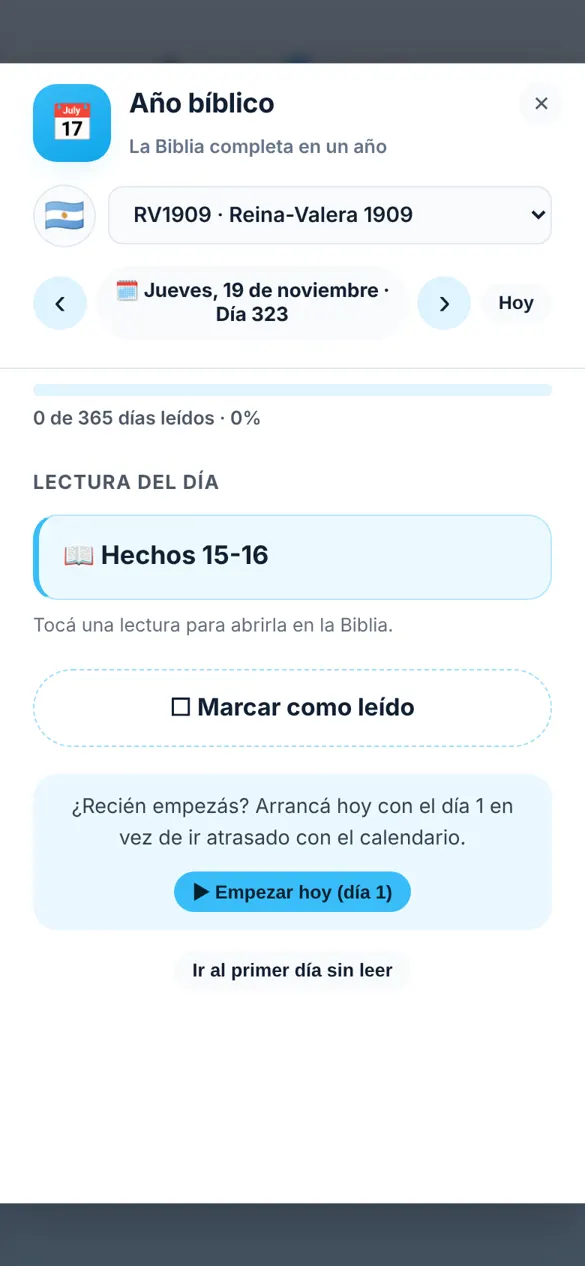 July
17
Año bíblico
×
La Biblia completa en un año
RV1909 · Reina-Valera 1909
‹
🗓️ Jueves, 19 de noviembre ·
Día 323
›
Hoy
0 de 365 días leídos · 0%
LECTURA DEL DÍA
📖 Hechos 15-16
Tocá una lectura para abrirla en la Biblia.
☐ Marcar como leído
¿Recién empezás? Arrancá hoy con el día 1 en
vez de ir atrasado con el calendario.
▶ Empezar hoy (día 1)
Ir al primer día sin leer